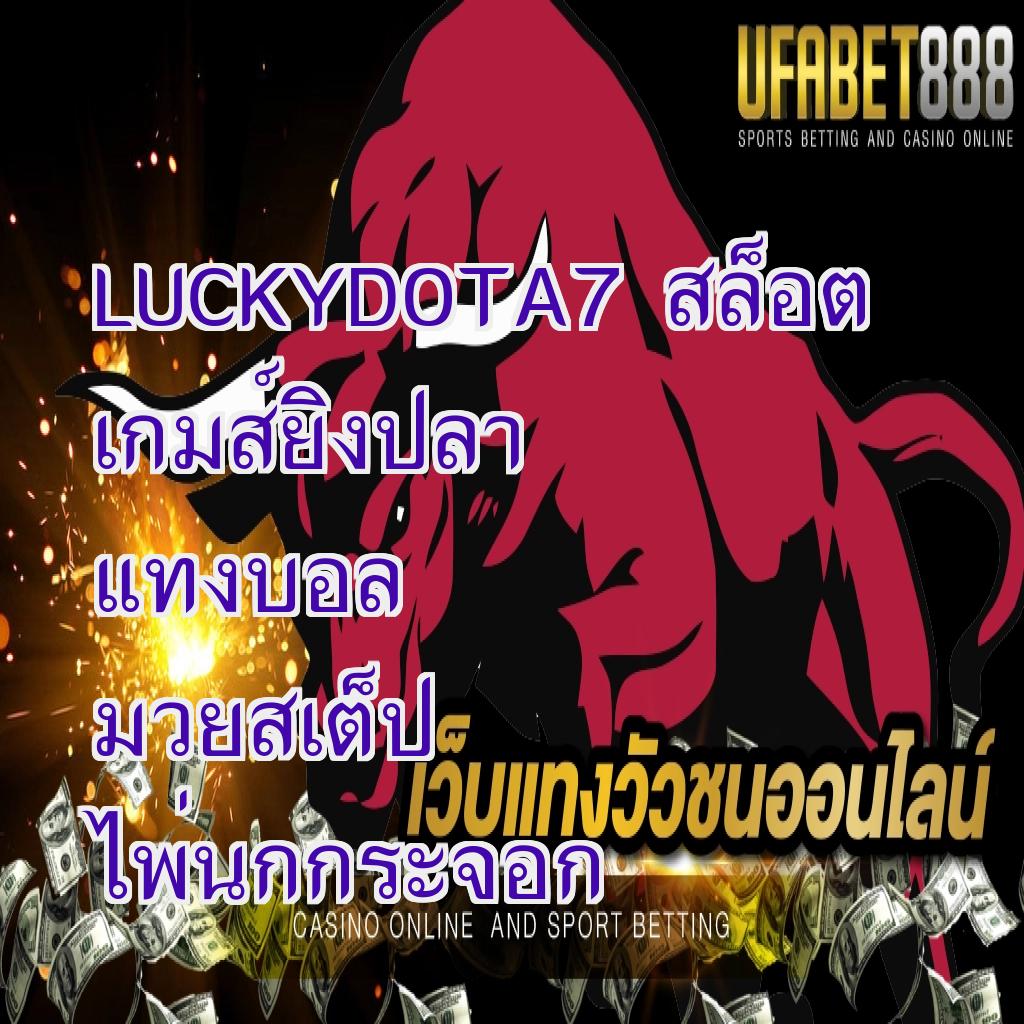 UFABET888
SPORTS BETTING AND CASINO ONLINE
LUCKYDOTA7 สล็อต
เกมส์ยิงปลา
แทงบอล
มวยสเต็ป
เว็บแทงวัวชนออนไลน์
ไพ่นกกระจอก
CASINO ONLINE AND SPORT BETTING